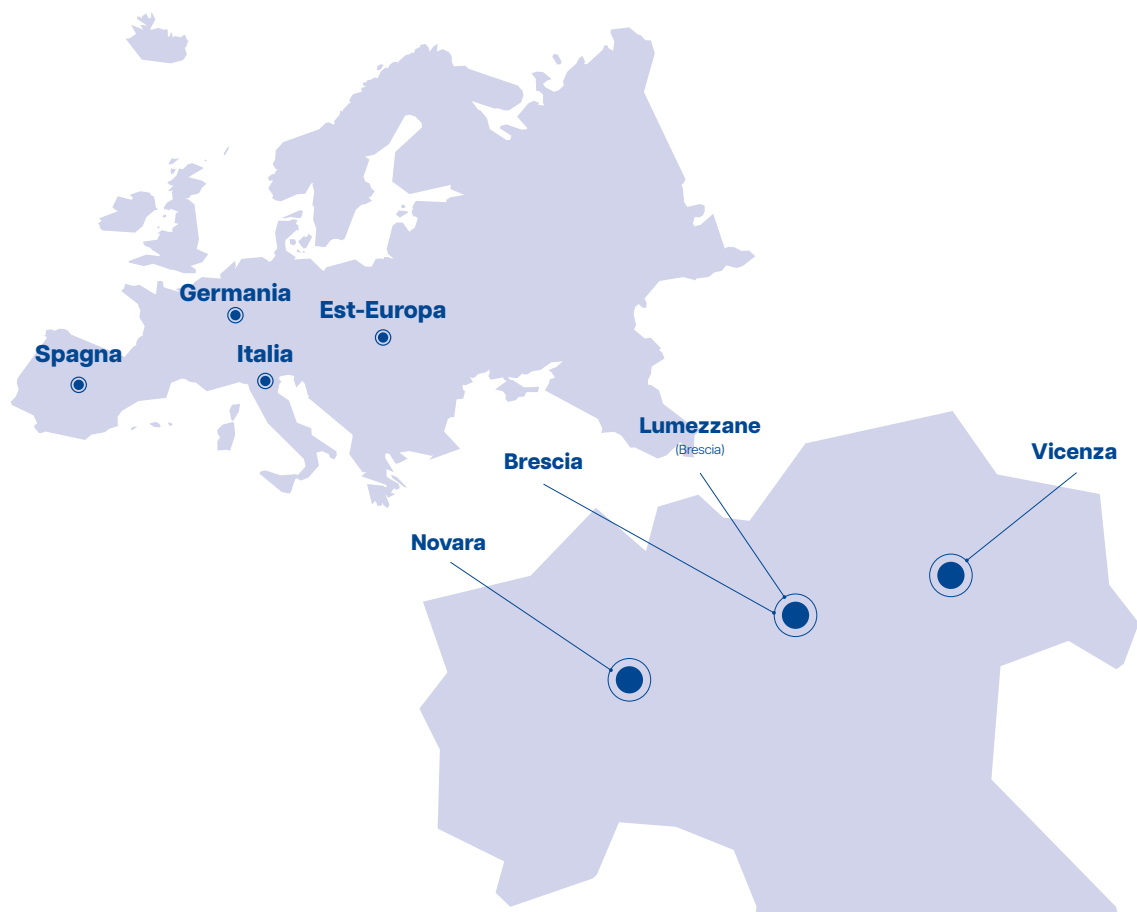 Germania
Est-Europa
Spagna
Italia
Lumezzane
(Brescia)
Vicenza
Brescia
Novara